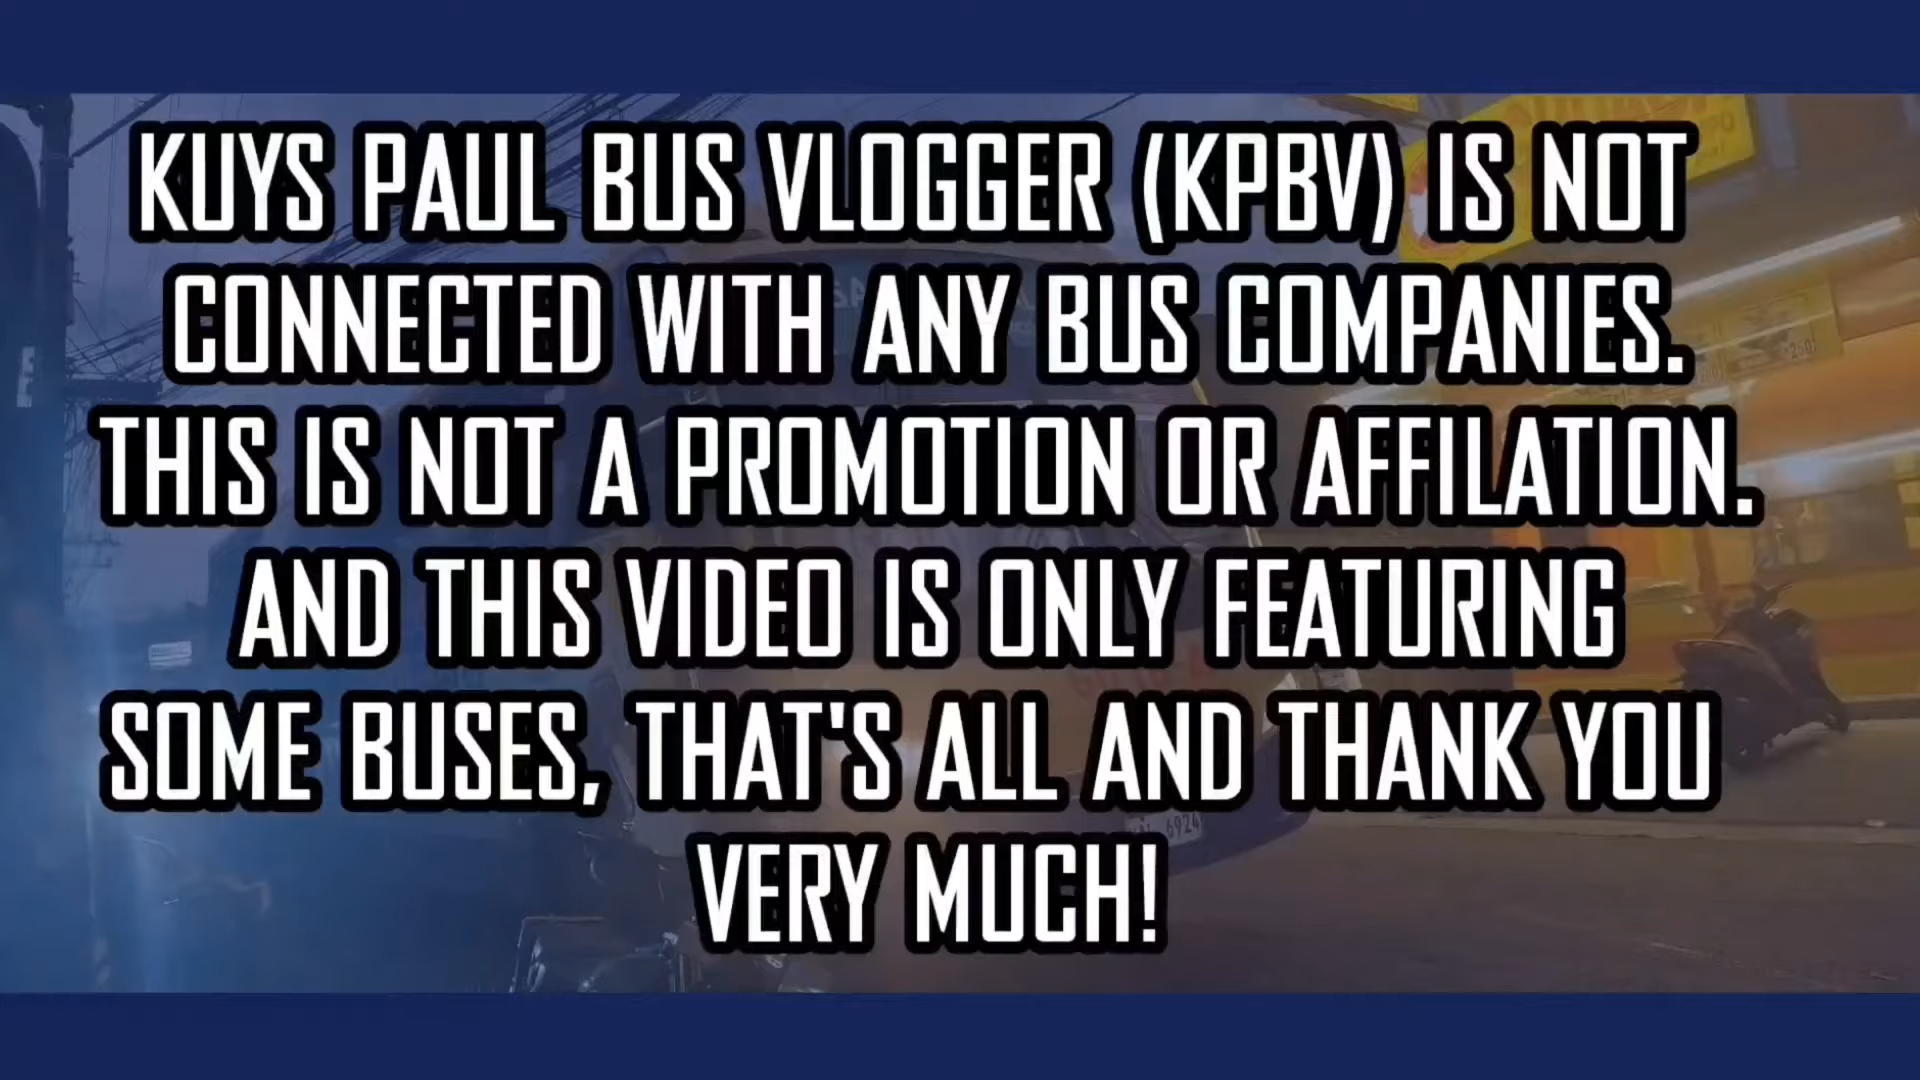 KUYS PAUL BUS VLOGGER (KPBV) IS NOT
CONNECTED WITH ANY BUS COMPANIES.
THIS IS NOT A PROMOTION OR AFFILATION.
AND THIS VIDEO IS ONLY FEATURING
SOME BUSES, THAT'S ALL AND THANK YOU
VERY MUCH!
6924